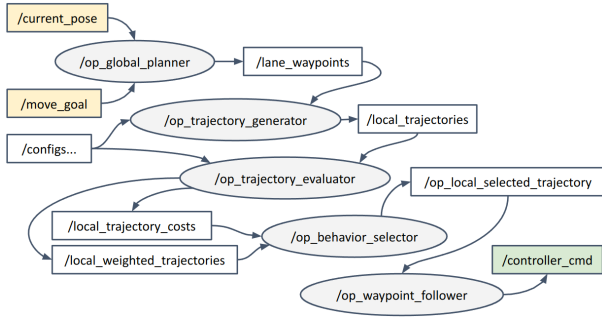 /current_pose
/op_global_planner
/lane_waypoints
/move_goal
/op_trajectory_generator
/local_trajectories
/configs...
/op_trajectory_evaluator
/op_local_selected_trajectory
/local_trajectory_costs
/op_behavior_selector
/local_weighted_trajectories
/controller_cmd
/op_waypoint_follower